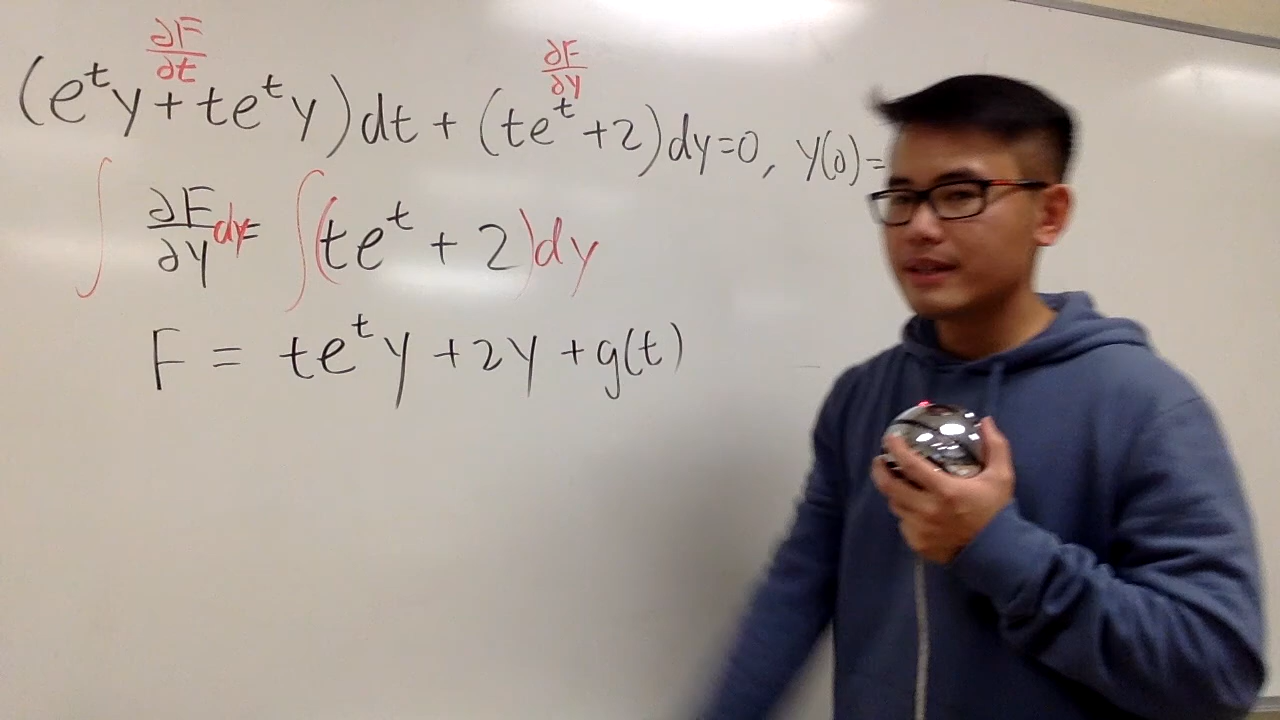 ∂F/∂t ∂F/∂y
(e^t y + te^t y)dt + (te^t + 2)dy = 0, y(0) =
∫ ∂F/∂y dy = ∫(te^t + 2)dy
F = te^t y + 2y + g(t)